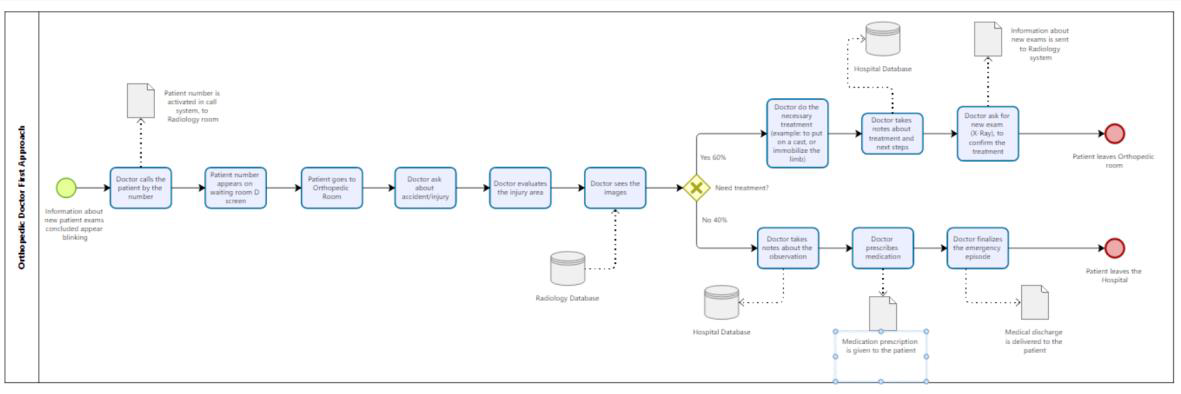 Orthopedic Doctor First Approach
Information about
new patient exams
concluded appear
blinking
Doctor calls the
patient by the
number
Patient number is
activated in call
system, to
Radiology room
Patient number
appears on
waiting room D
screen
Patient goes to
Orthopedic
Room
Doctor ask
about
accident/injury
Doctor evaluates
the injury area
Doctor sees the
images
Radiology Database
Need treatment?
Yes 60%
Doctor do the
necessary
treatment
(example: to put
on a cast, or
immobilize the
limb)
Doctor takes
notes about
treatment and
next steps
Hospital Database
Doctor ask for
new exam
(X-Ray), to
confirm the
treatment
Information about
new exams is sent
to Radiology
system
Patient leaves Orthopedic
room
No 40%
Doctor takes
notes about the
observation
Hospital Database
Doctor
prescribes
medication
Medication prescription
is given to the patient
Doctor finalizes
the emergency
episode
Medical discharge
is delivered to the
patient
Patient leaves the
Hospital